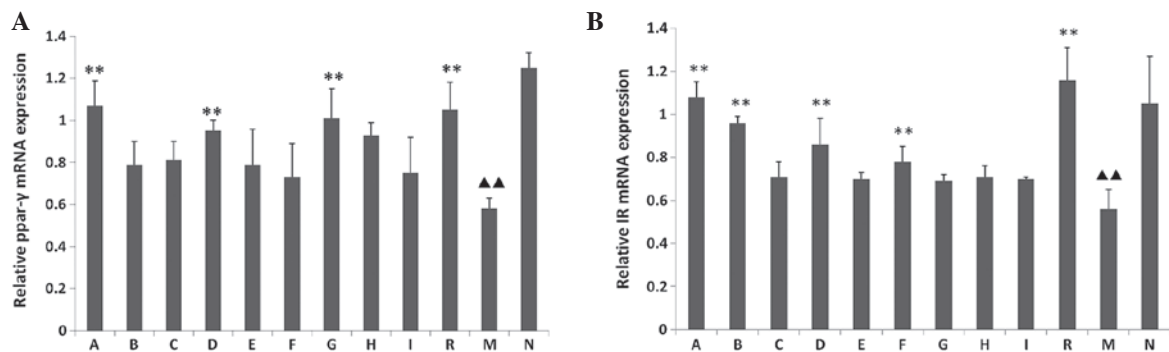 A
Relative ppar-γ mRNA expression
1.4
1.2
1
0.8
0.6
0.4
0.2
0
** ** ** ** ▲▲
A B C D E F G H I R M N
B
Relative IR mRNA expression
1.4
1.2
1
0.8
0.6
0.4
0.2
0
** ** ** ** ** ▲▲
A B C D E F G H I R M N